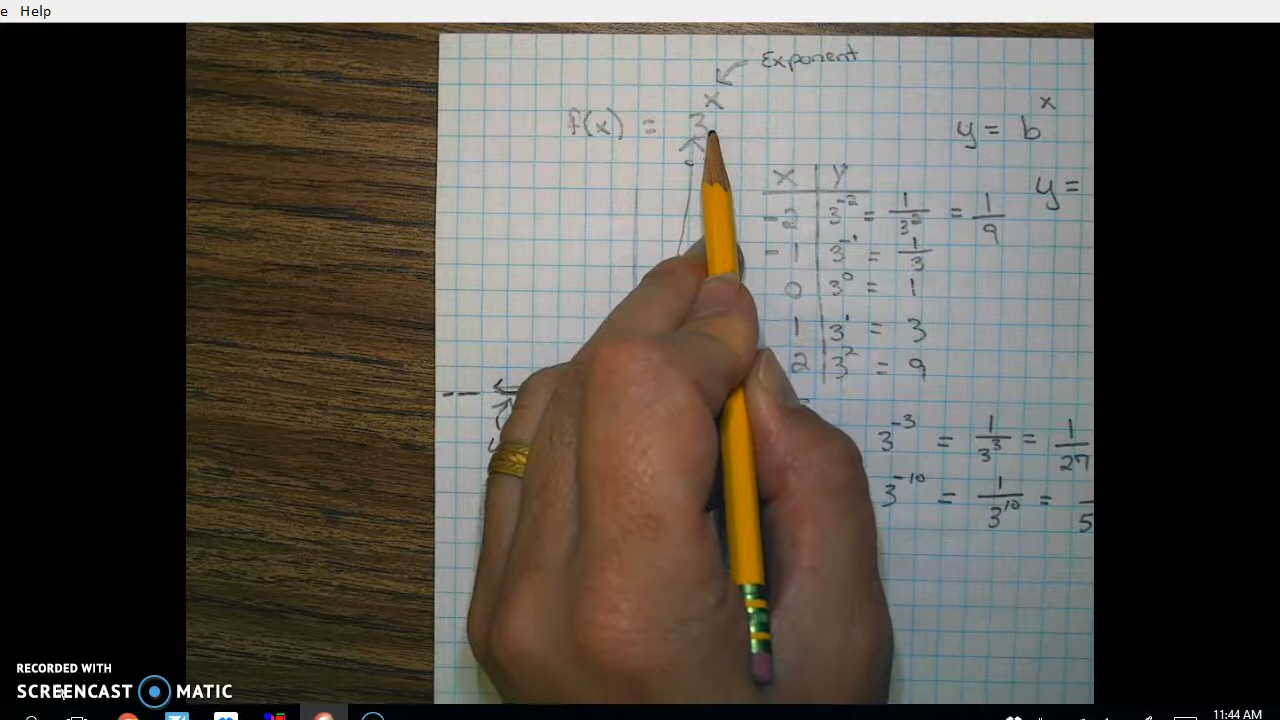 e Help
Exponent
f(x) = 3^x
y = b^x
y =
X | Y
-2 | 3^-2 = 1/3^2 = 1/9
-1 | 3^-1 = 1/3
0 | 3^0 = 1
1 | 3^1 = 3
2 | 3^2 = 9
3^-3 = 1/3^3 = 1/27
3^-10 = 1/3^10 = /5
RECORDED WITH
SCREENCAST MATIC
11:44 AM